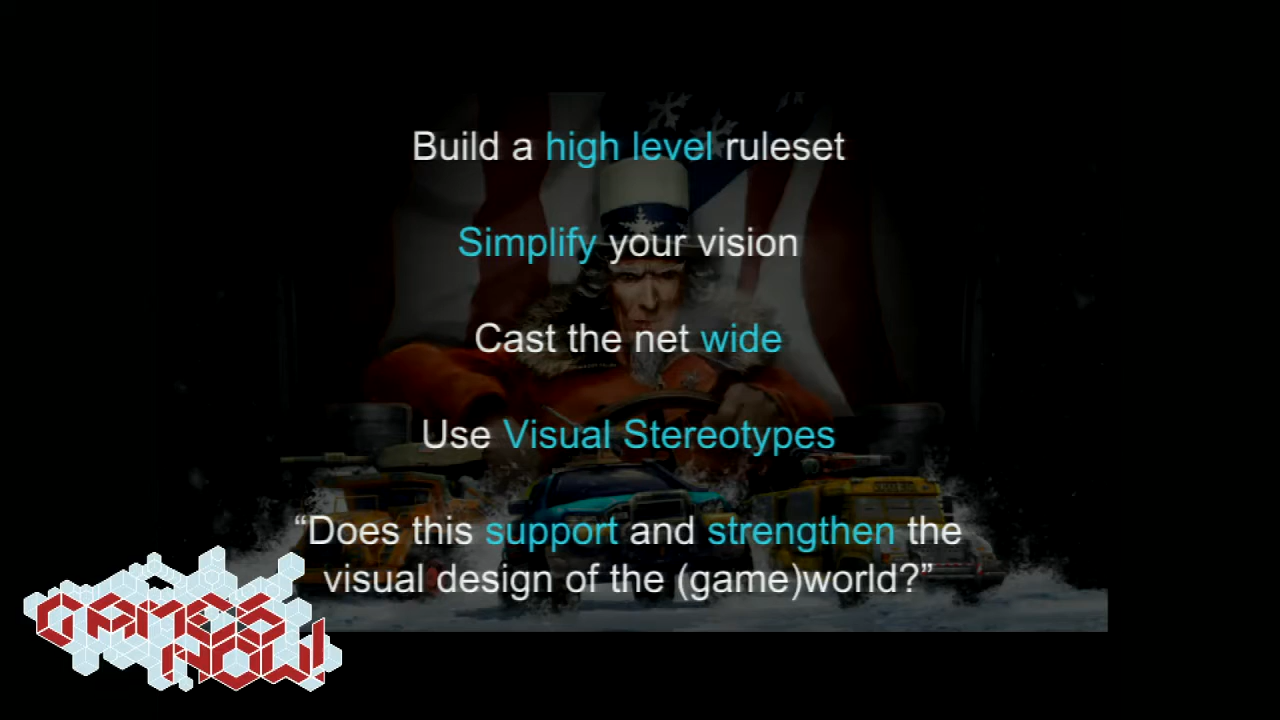 Build a high level ruleset
Simplify your vision
Cast the net wide
Use Visual Stereotypes
“Does this support and strengthen the
visual design of the (game)world?”
GAMES
NOW!